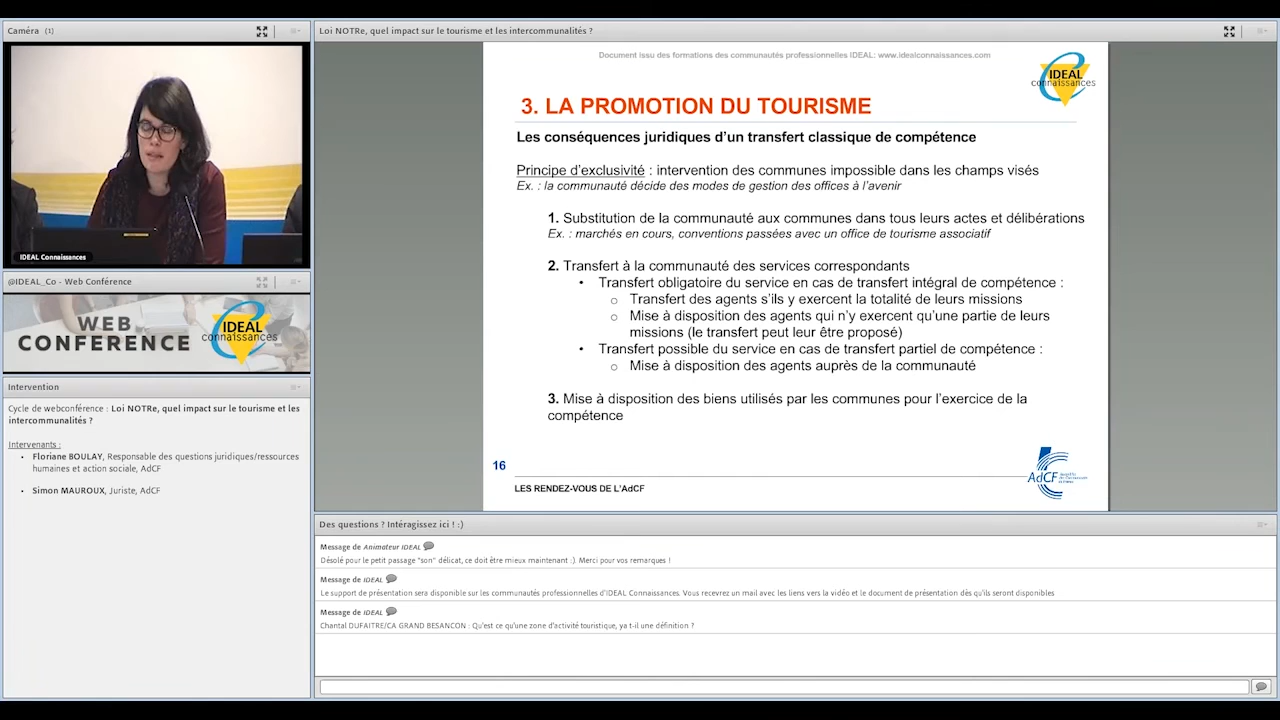 Caméra (1)
IDEAL Connaissances
@IDEAL_Co - Web Conférence
WEB
CONFERENCE
IDEAL
connaissances
Intervention
Cycle de webconférence : Loi NOTRe, quel impact sur le tourisme et les
intercommunalités ?
Intervenants :
• Floriane BOULAY, Responsable des questions juridiques/ressources
humaines et action sociale, AdCF
• Simon MAUROUX, Juriste, AdCF
Loi NOTRe, quel impact sur le tourisme et les intercommunalités ?
Document issu des formations des communautés professionnelles IDEAL: www.idealconnaissances.com
IDEAL
connaissances
3. LA PROMOTION DU TOURISME
Les conséquences juridiques d'un transfert classique de compétence
Principe d'exclusivité : intervention des communes impossible dans les champs visés
Ex. : la communauté décide des modes de gestion des offices à l'avenir
1. Substitution de la communauté aux communes dans tous leurs actes et délibérations
Ex. : marchés en cours, conventions passées avec un office de tourisme associatif
2. Transfert à la communauté des services correspondants
• Transfert obligatoire du service en cas de transfert intégral de compétence :
o Transfert des agents s'ils y exercent la totalité de leurs missions
o Mise à disposition des agents qui n'y exercent qu'une partie de leurs
missions (le transfert peut leur être proposé)
• Transfert possible du service en cas de transfert partiel de compétence :
o Mise à disposition des agents auprès de la communauté
3. Mise à disposition des biens utilisés par les communes pour l'exercice de la
compétence
16
LES RENDEZ-VOUS DE L'AdCF
AdCF
Des questions ? Intéragissez ici ! :)
Message de Animateur IDEAL
Désolé pour le petit passage "son" délicat, ce doit être mieux maintenant :). Merci pour vos remarques !
Message de IDEAL
Le support de présentation sera disponible sur les communautés professionnelles d'IDEAL Connaissances. Vous recevrez un mail avec les liens vers la vidéo et le document de présentation dès qu'ils seront disponibles
Message de IDEAL
Chantal DUFAITRE/CA GRAND BESANCON : Qu'est ce qu'une zone d'activité touristique, ya t-il une définition ?